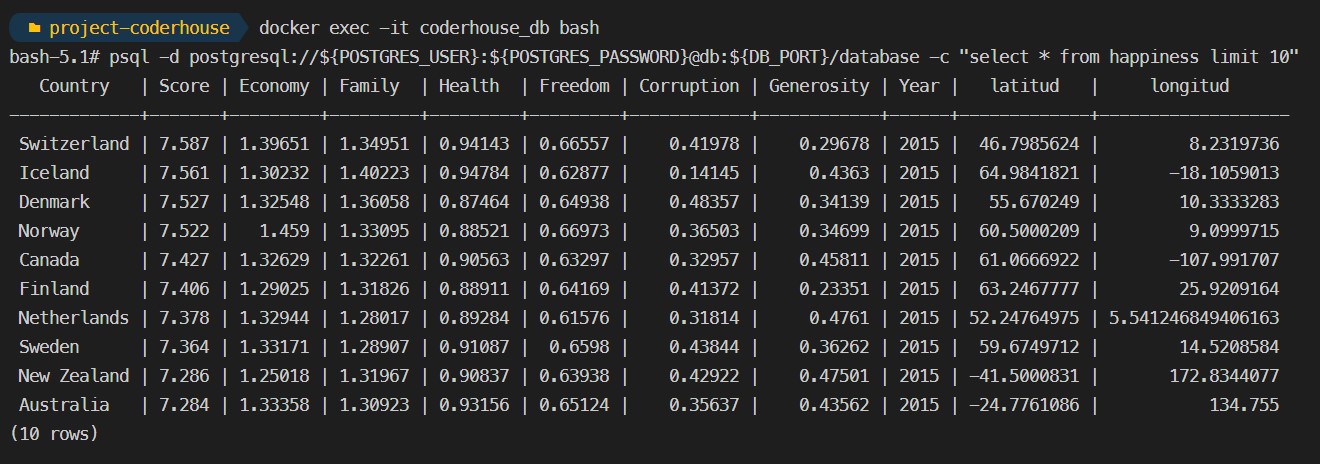 project-coderhouse docker exec -it coderhouse_db bash
bash-5.1# psql -d postgresql://${POSTGRES_USER}:${POSTGRES_PASSWORD}@db:${DB_PORT}/database -c "select * from happiness limit 10"
Country | Score | Economy | Family | Health | Freedom | Corruption | Generosity | Year | latitud | longitud
-------------+-------+---------+---------+---------+---------+------------+------------+------+-------------+-------------------
Switzerland | 7.587 | 1.39651 | 1.34951 | 0.94143 | 0.66557 | 0.41978 | 0.29678 | 2015 | 46.7985624 | 8.2319736
Iceland | 7.561 | 1.30232 | 1.40223 | 0.94784 | 0.62877 | 0.14145 | 0.4363 | 2015 | 64.9841821 | -18.1059013
Denmark | 7.527 | 1.32548 | 1.36058 | 0.87464 | 0.64938 | 0.48357 | 0.34139 | 2015 | 55.670249 | 10.3333283
Norway | 7.522 | 1.459 | 1.33095 | 0.88521 | 0.66973 | 0.36503 | 0.34699 | 2015 | 60.5000209 | 9.0999715
Canada | 7.427 | 1.32629 | 1.32261 | 0.90563 | 0.63297 | 0.32957 | 0.45811 | 2015 | 61.0666922 | -107.991707
Finland | 7.406 | 1.29025 | 1.31826 | 0.88911 | 0.64169 | 0.41372 | 0.23351 | 2015 | 63.2467777 | 25.9209164
Netherlands | 7.378 | 1.32944 | 1.28017 | 0.89284 | 0.61576 | 0.31814 | 0.4761 | 2015 | 52.24764975 | 5.541246849406163
Sweden | 7.364 | 1.33171 | 1.28907 | 0.91087 | 0.6598 | 0.43844 | 0.36262 | 2015 | 59.6749712 | 14.5208584
New Zealand | 7.286 | 1.25018 | 1.31967 | 0.90837 | 0.63938 | 0.42922 | 0.47501 | 2015 | -41.5000831 | 172.8344077
Australia | 7.284 | 1.33358 | 1.30923 | 0.93156 | 0.65124 | 0.35637 | 0.43562 | 2015 | -24.7761086 | 134.755
(10 rows)